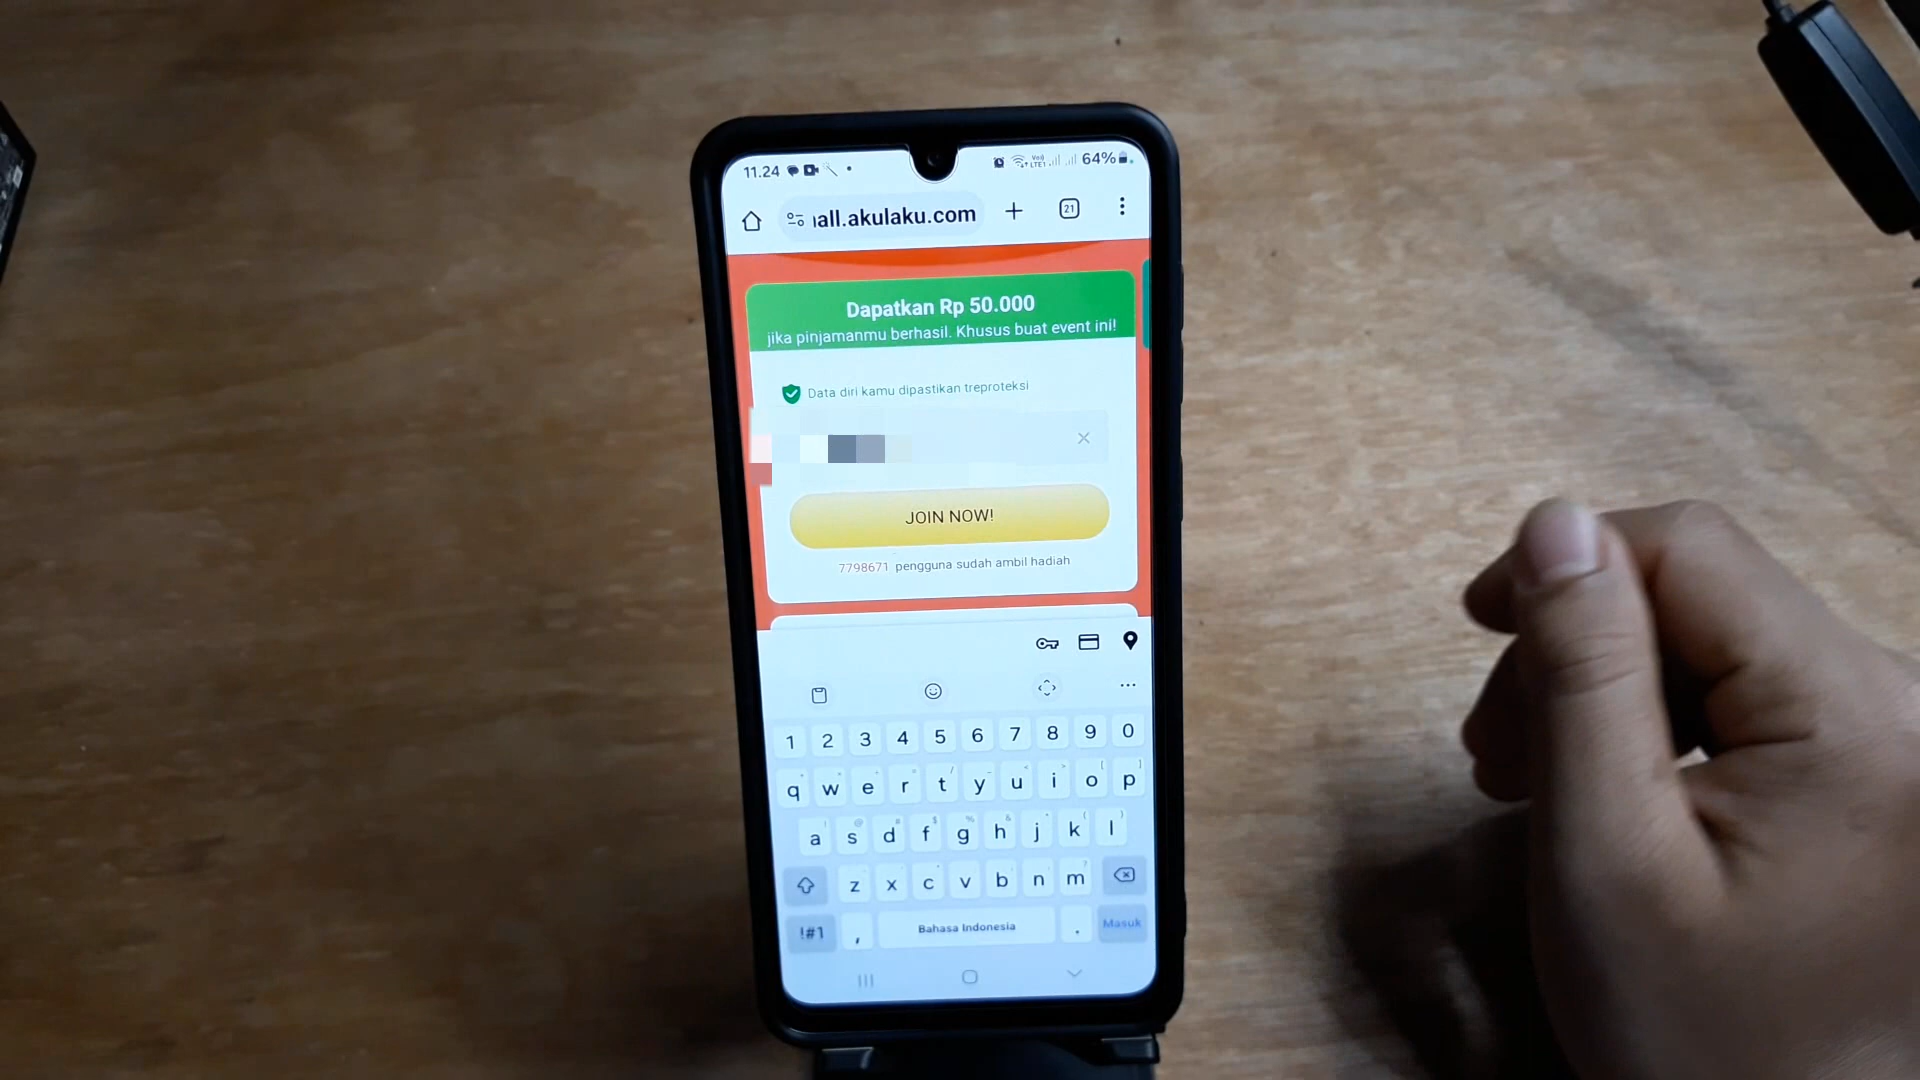 11.24 64%
all.akulaku.com 21
Dapatkan Rp 50.000
jika pinjamanmu berhasil. Khusus buat event ini!
Data diri kamu dipastikan treproteksi
JOIN NOW!
7798671 pengguna sudah ambil hadiah
1 2 3 4 5 6 7 8 9 0
q w e r t y u i o p
a s d f g h j k l
z x c v b n m
!#1 , Bahasa Indonesia . Masuk